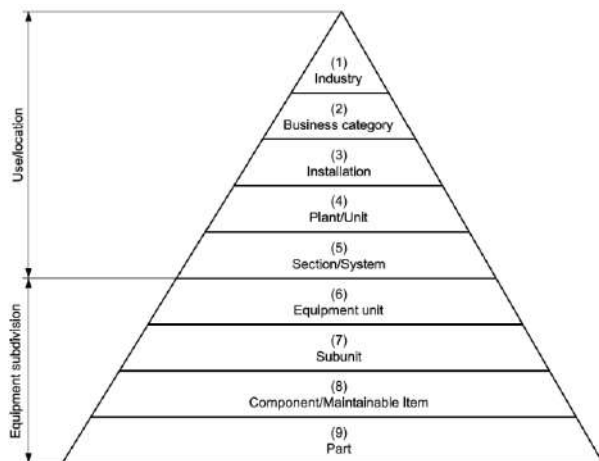 (1)
Industry
(2)
Business category
(3)
Installation
(4)
Plant/Unit
(5)
Section/System
(6)
Equipment unit
(7)
Subunit
(8)
Component/Maintainable Item
(9)
Part
Use/location
Equipment subdivision